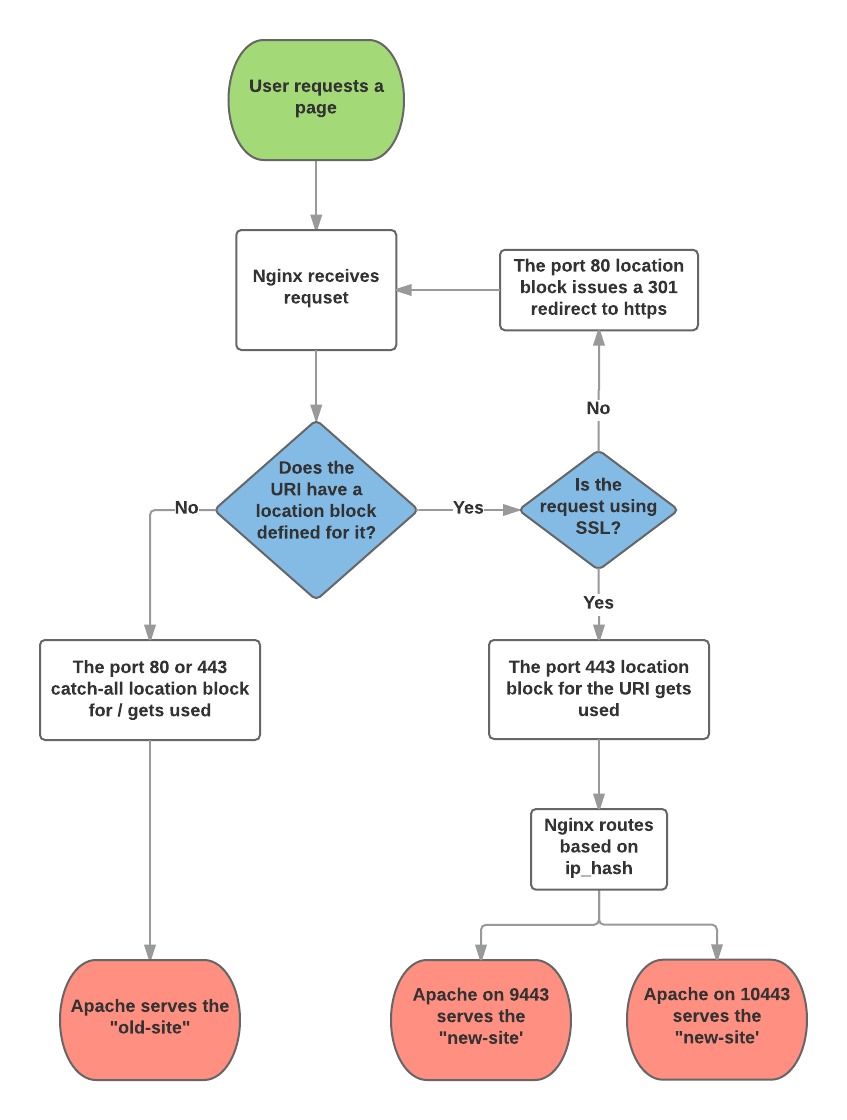 User requests a
page
Nginx receives
requset
The port 80 location
block issues a 301
redirect to https
No
Does the
URI have a
location block
defined for it?
No
Yes
Is the
request using
SSL?
Yes
The port 80 or 443
catch-all location block
for / gets used
The port 443 location
block for the URI gets
used
Nginx routes
based on
ip_hash
Apache serves the
"old-site"
Apache on 9443
serves the
"new-site'
Apache on 10443
serves the
"new-site'